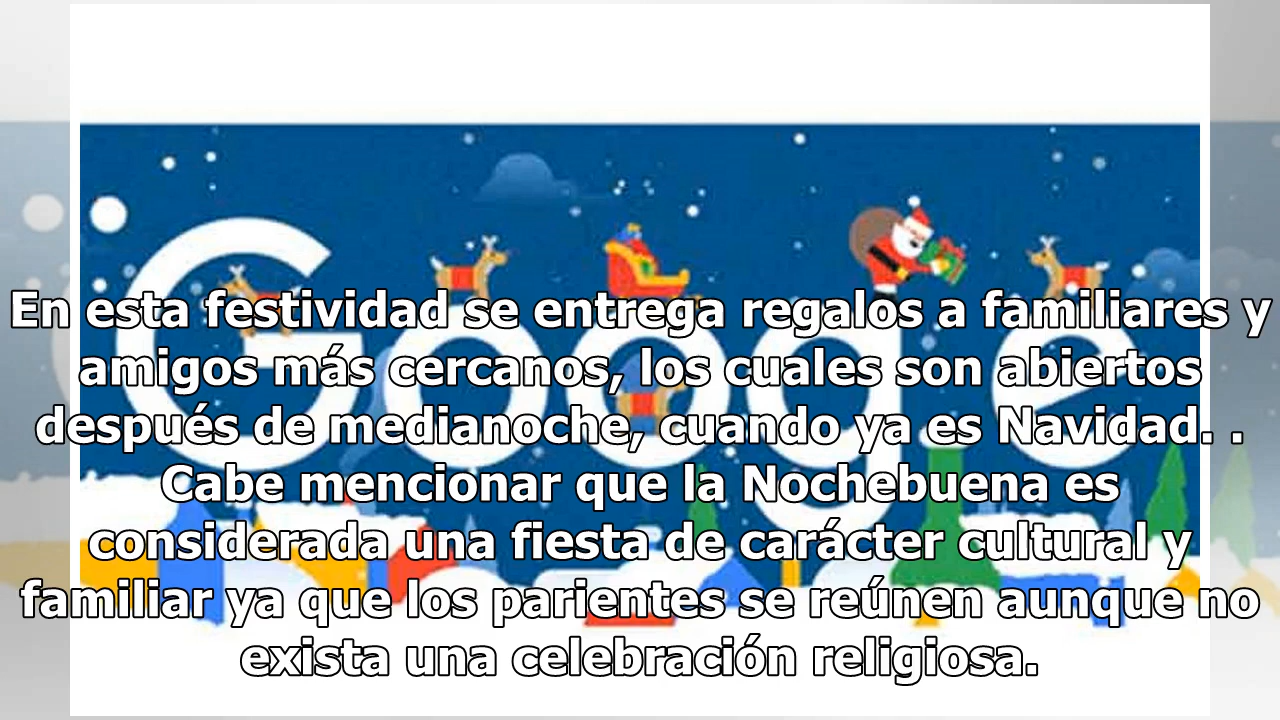 Google
En esta festividad se entrega regalos a familiares y
amigos más cercanos, los cuales son abiertos
después de medianoche, cuando ya es Navidad. .
Cabe mencionar que la Nochebuena es
considerada una fiesta de carácter cultural y
familiar ya que los parientes se reúnen aunque no
exista una celebración religiosa.